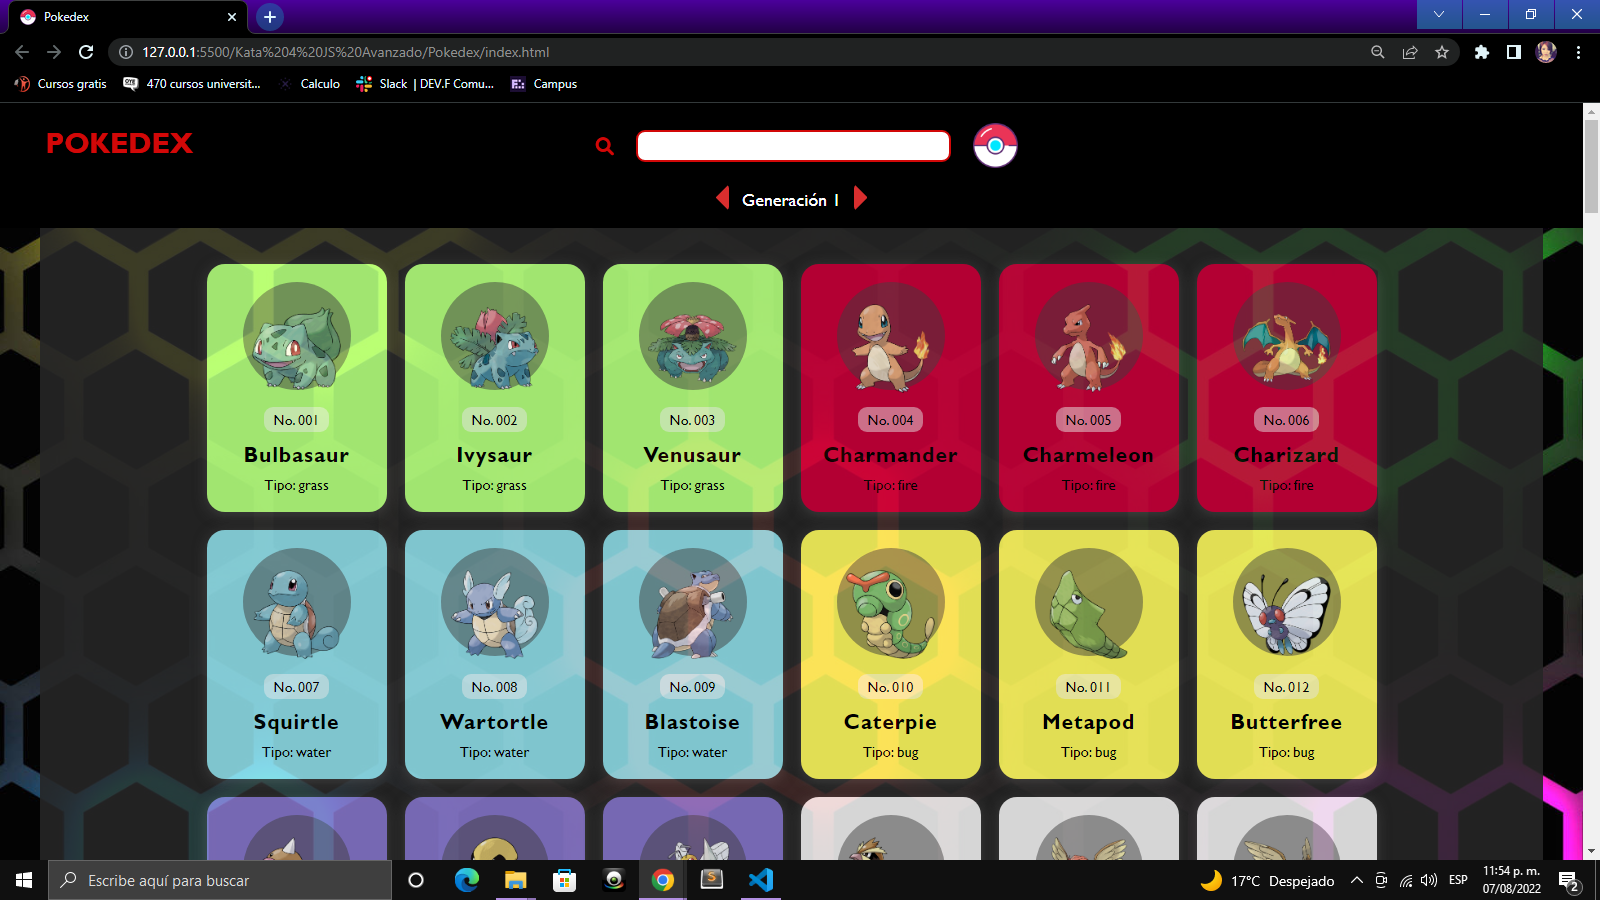 Pokedex
127.0.0.1:5500/Kata%204%20JS%20Avanzado/Pokedex/index.html
Cursos gratis
470 cursos universit...
Calculo
Slack | DEV.F Comu...
Campus
POKEDEX
Generación 1
No. 001
No. 002
No. 003
No. 004
No. 005
No. 006
Bulbasaur
Ivysaur
Venusaur
Charmander
Charmeleon
Charizard
Tipo: grass
Tipo: grass
Tipo: grass
Tipo: fire
Tipo: fire
Tipo: fire
No. 007
No. 008
No. 009
No. 010
No. 011
No. 012
Squirtle
Wartortle
Blastoise
Caterpie
Metapod
Butterfree
Tipo: water
Tipo: water
Tipo: water
Tipo: bug
Tipo: bug
Tipo: bug
Escribe aquí para buscar
17°C Despejado
ESP
11:54 p. m.
07/08/2022
2